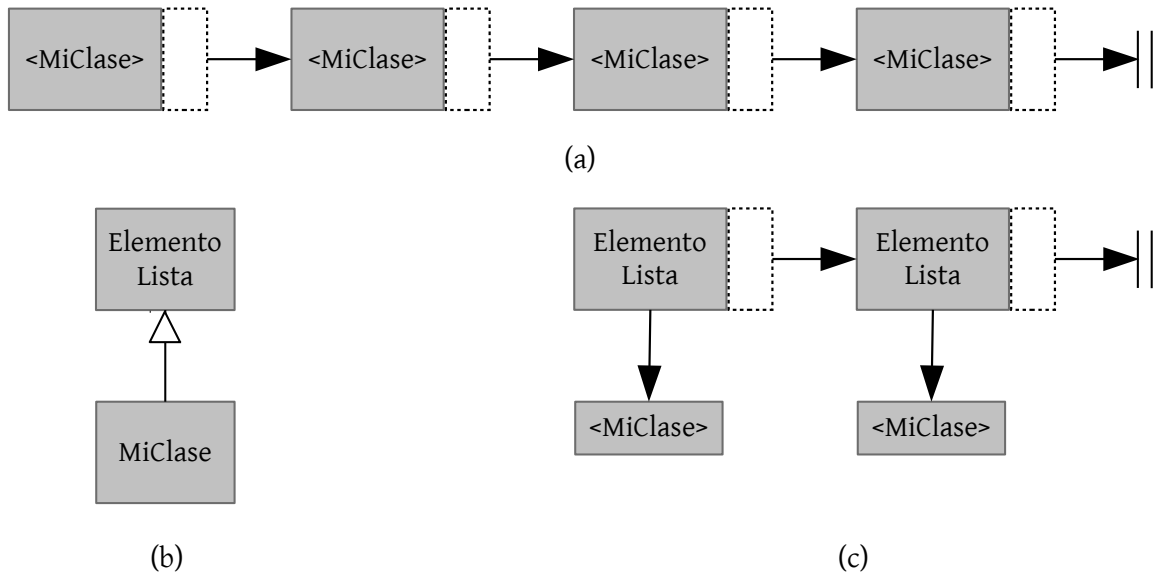 <MiClase>
<MiClase>
<MiClase>
<MiClase>
(a)
Elemento
Lista
MiClase
(b)
Elemento
Lista
Elemento
Lista
<MiClase>
<MiClase>
(c)